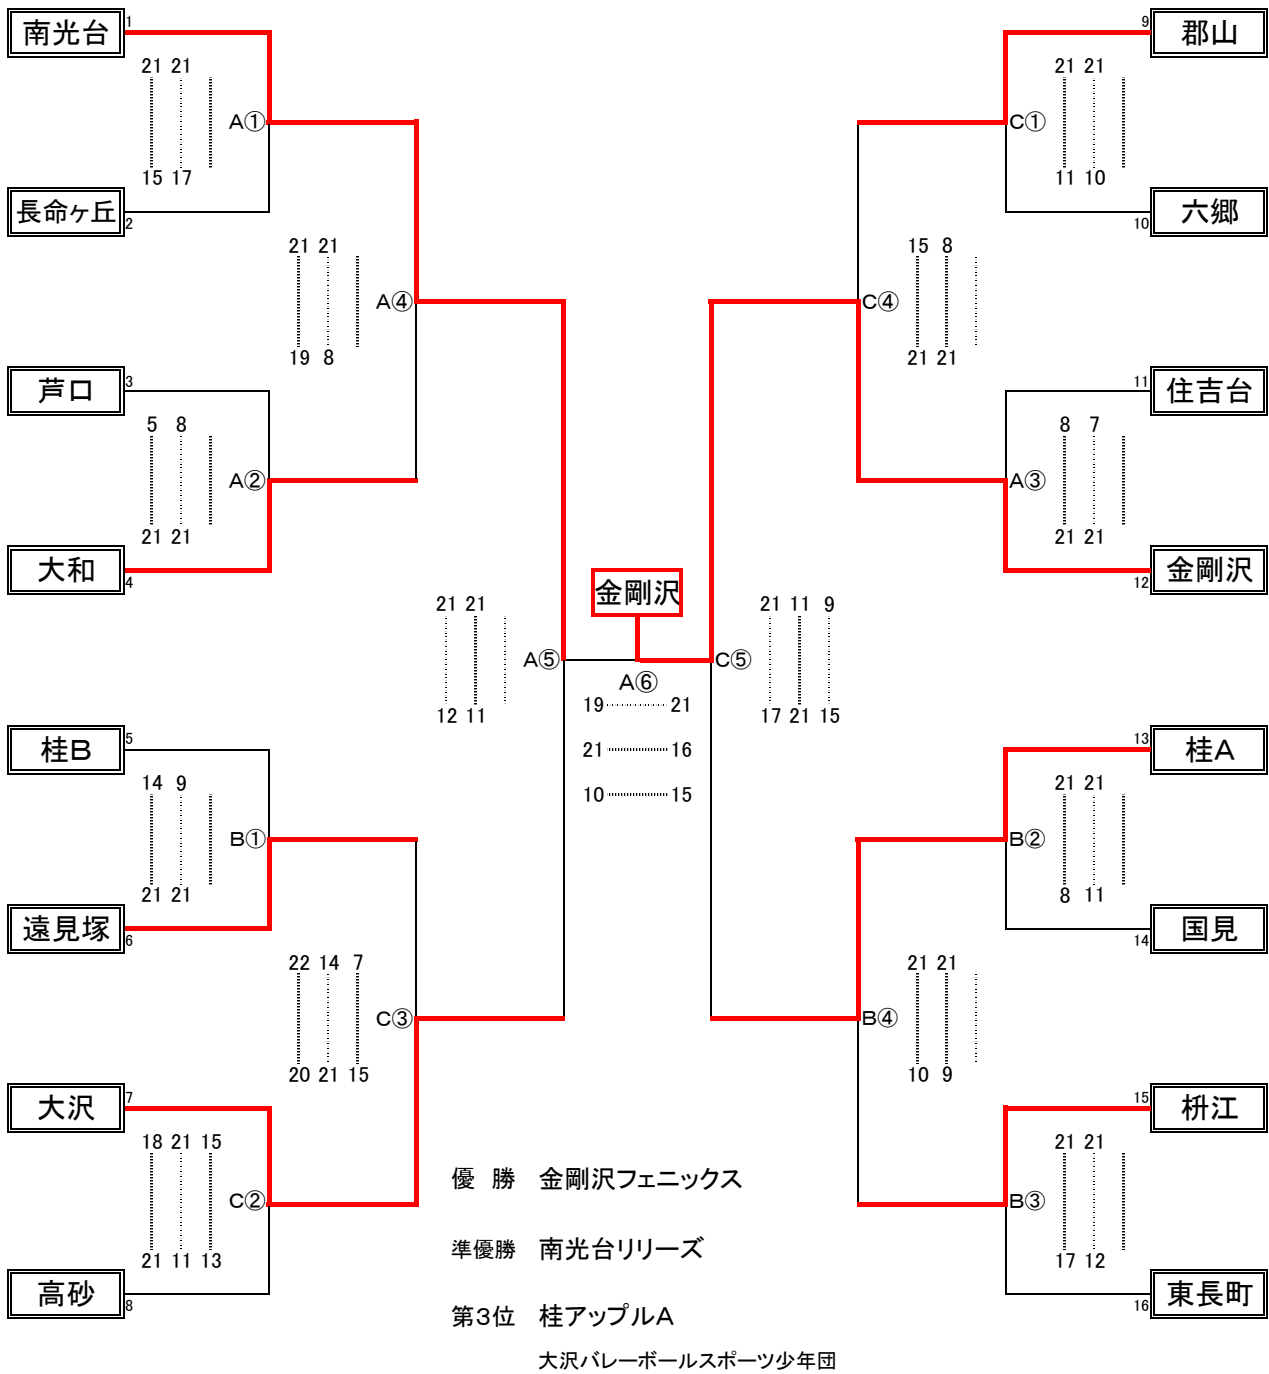 南光台 1 9 郡山
21 21 21 21
A① C①
15 17 11 10
長命ヶ丘 2 10 六郷
21 21 15 8
A④ C④
19 8 21 21
芦口 3 11 住吉台
5 8 8 7
A② A③
21 21 21 21
大和 4 12 金剛沢
金剛沢
21 21 21 11 9
A⑤ C⑤
A⑥
12 11 17 21 15
19 21
21 16
10 15
桂B 5 13 桂A
14 9 21 21
B① B②
21 21 8 11
遠見塚 6 14 国見
22 14 7 21 21
C③ B④
20 21 15 10 9
大沢 7 15 枡江
18 21 15 21 21
C② B③
21 11 13 17 12
高砂 8 16 東長町
優 勝 金剛沢フェニックス
準優勝 南光台リリーズ
第3位 桂アップルA
大沢バレーボールスポーツ少年団